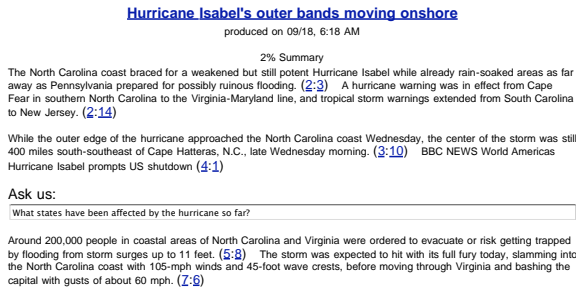 Hurricane Isabel's outer bands moving onshore
produced on 09/18, 6:18 AM
2% Summary
The North Carolina coast braced for a weakened but still potent Hurricane Isabel while already rain-soaked areas as far
away as Pennsylvania prepared for possibly ruinous flooding. (2:3) A hurricane warning was in effect from Cape
Fear in southern North Carolina to the Virginia-Maryland line, and tropical storm warnings extended from South Carolina
to New Jersey. (2:14)
While the outer edge of the hurricane approached the North Carolina coast Wednesday, the center of the storm was still
400 miles south-southeast of Cape Hatteras, N.C., late Wednesday morning. (3:10) BBC NEWS World Americas
Hurricane Isabel prompts US shutdown (4:1)
Ask us:
What states have been affected by the hurricane so far?
Around 200,000 people in coastal areas of North Carolina and Virginia were ordered to evacuate or risk getting trapped
by flooding from storm surges up to 11 feet. (5:8) The storm was expected to hit with its full fury today, slamming into
the North Carolina coast with 105-mph winds and 45-foot wave crests, before moving through Virginia and bashing the
capital with gusts of about 60 mph. (7:6)